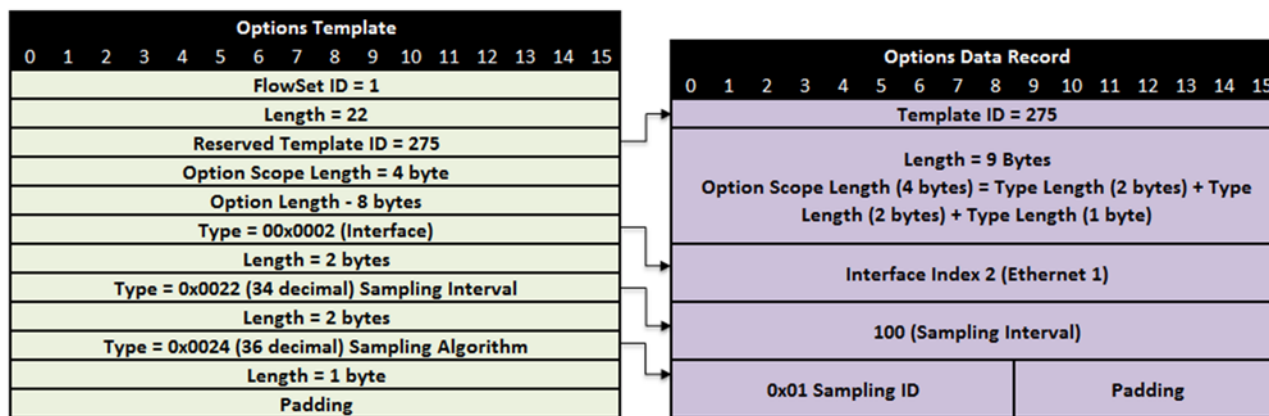 Options Template
0 1 2 3 4 5 6 7 8 9 10 11 12 13 14 15
FlowSet ID = 1
Length = 22
Reserved Template ID = 275
Option Scope Length = 4 byte
Option Length - 8 bytes
Type = 00x0002 (Interface)
Length = 2 bytes
Type = 0x0022 (34 decimal) Sampling Interval
Length = 2 bytes
Type = 0x0024 (36 decimal) Sampling Algorithm
Length = 1 byte
Padding
Options Data Record
0 1 2 3 4 5 6 7 8 9 10 11 12 13 14 15
Template ID = 275
Length = 9 Bytes
Option Scope Length (4 bytes) = Type Length (2 bytes) + Type
Length (2 bytes) + Type Length (1 byte)
Interface Index 2 (Ethernet 1)
100 (Sampling Interval)
0x01 Sampling ID
Padding